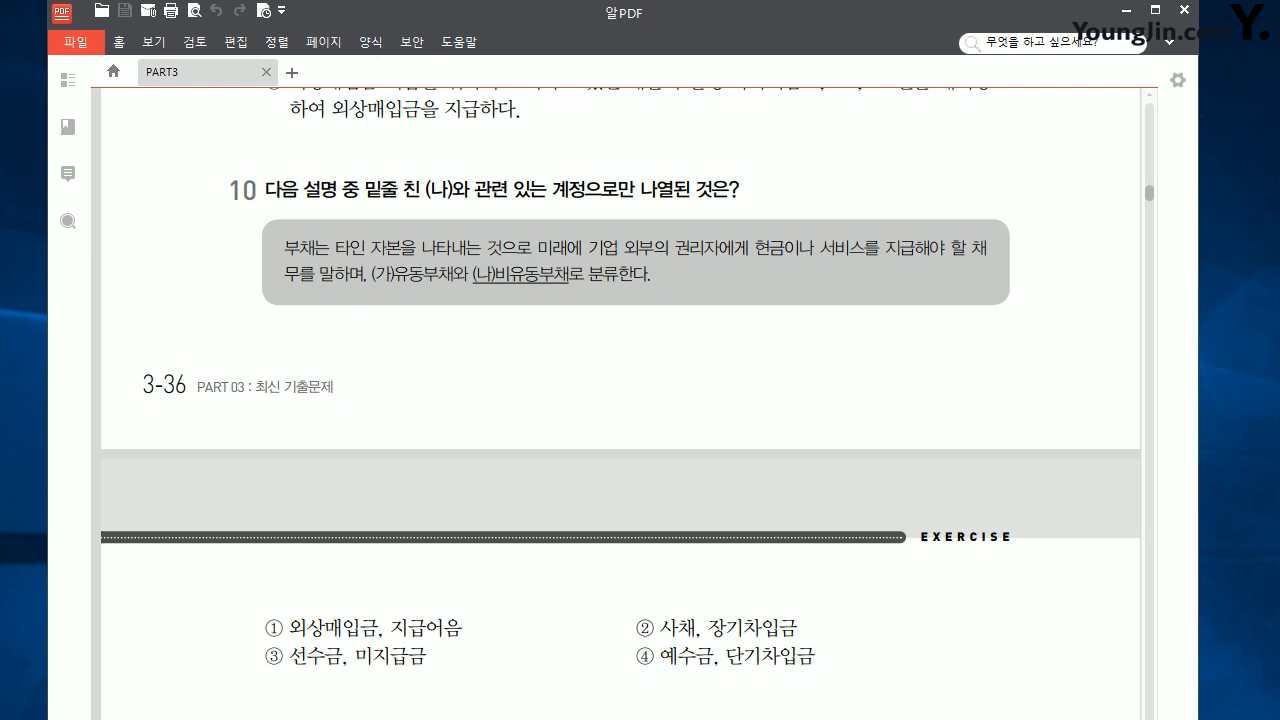 알PDF
YoungJin.com Y.
파일 홈 보기 검토 편집 정렬 페이지 양식 보안 도움말
무엇을 하고 싶으세요?
PART3
하여 외상매입금을 지급하다.
10 다음 설명 중 밑줄 친 (나)와 관련 있는 계정으로만 나열된 것은?
부채는 타인 자본을 나타내는 것으로 미래에 기업 외부의 권리자에게 현금이나 서비스를 지급해야 할 채
무를 말하며, (가)유동부채와 (나)비유동부채로 분류한다.
3-36 PART 03 : 최신 기출문제
EXERCISE
① 외상매입금, 지급어음 ② 사채, 장기차입금
③ 선수금, 미지급금 ④ 예수금, 단기차입금